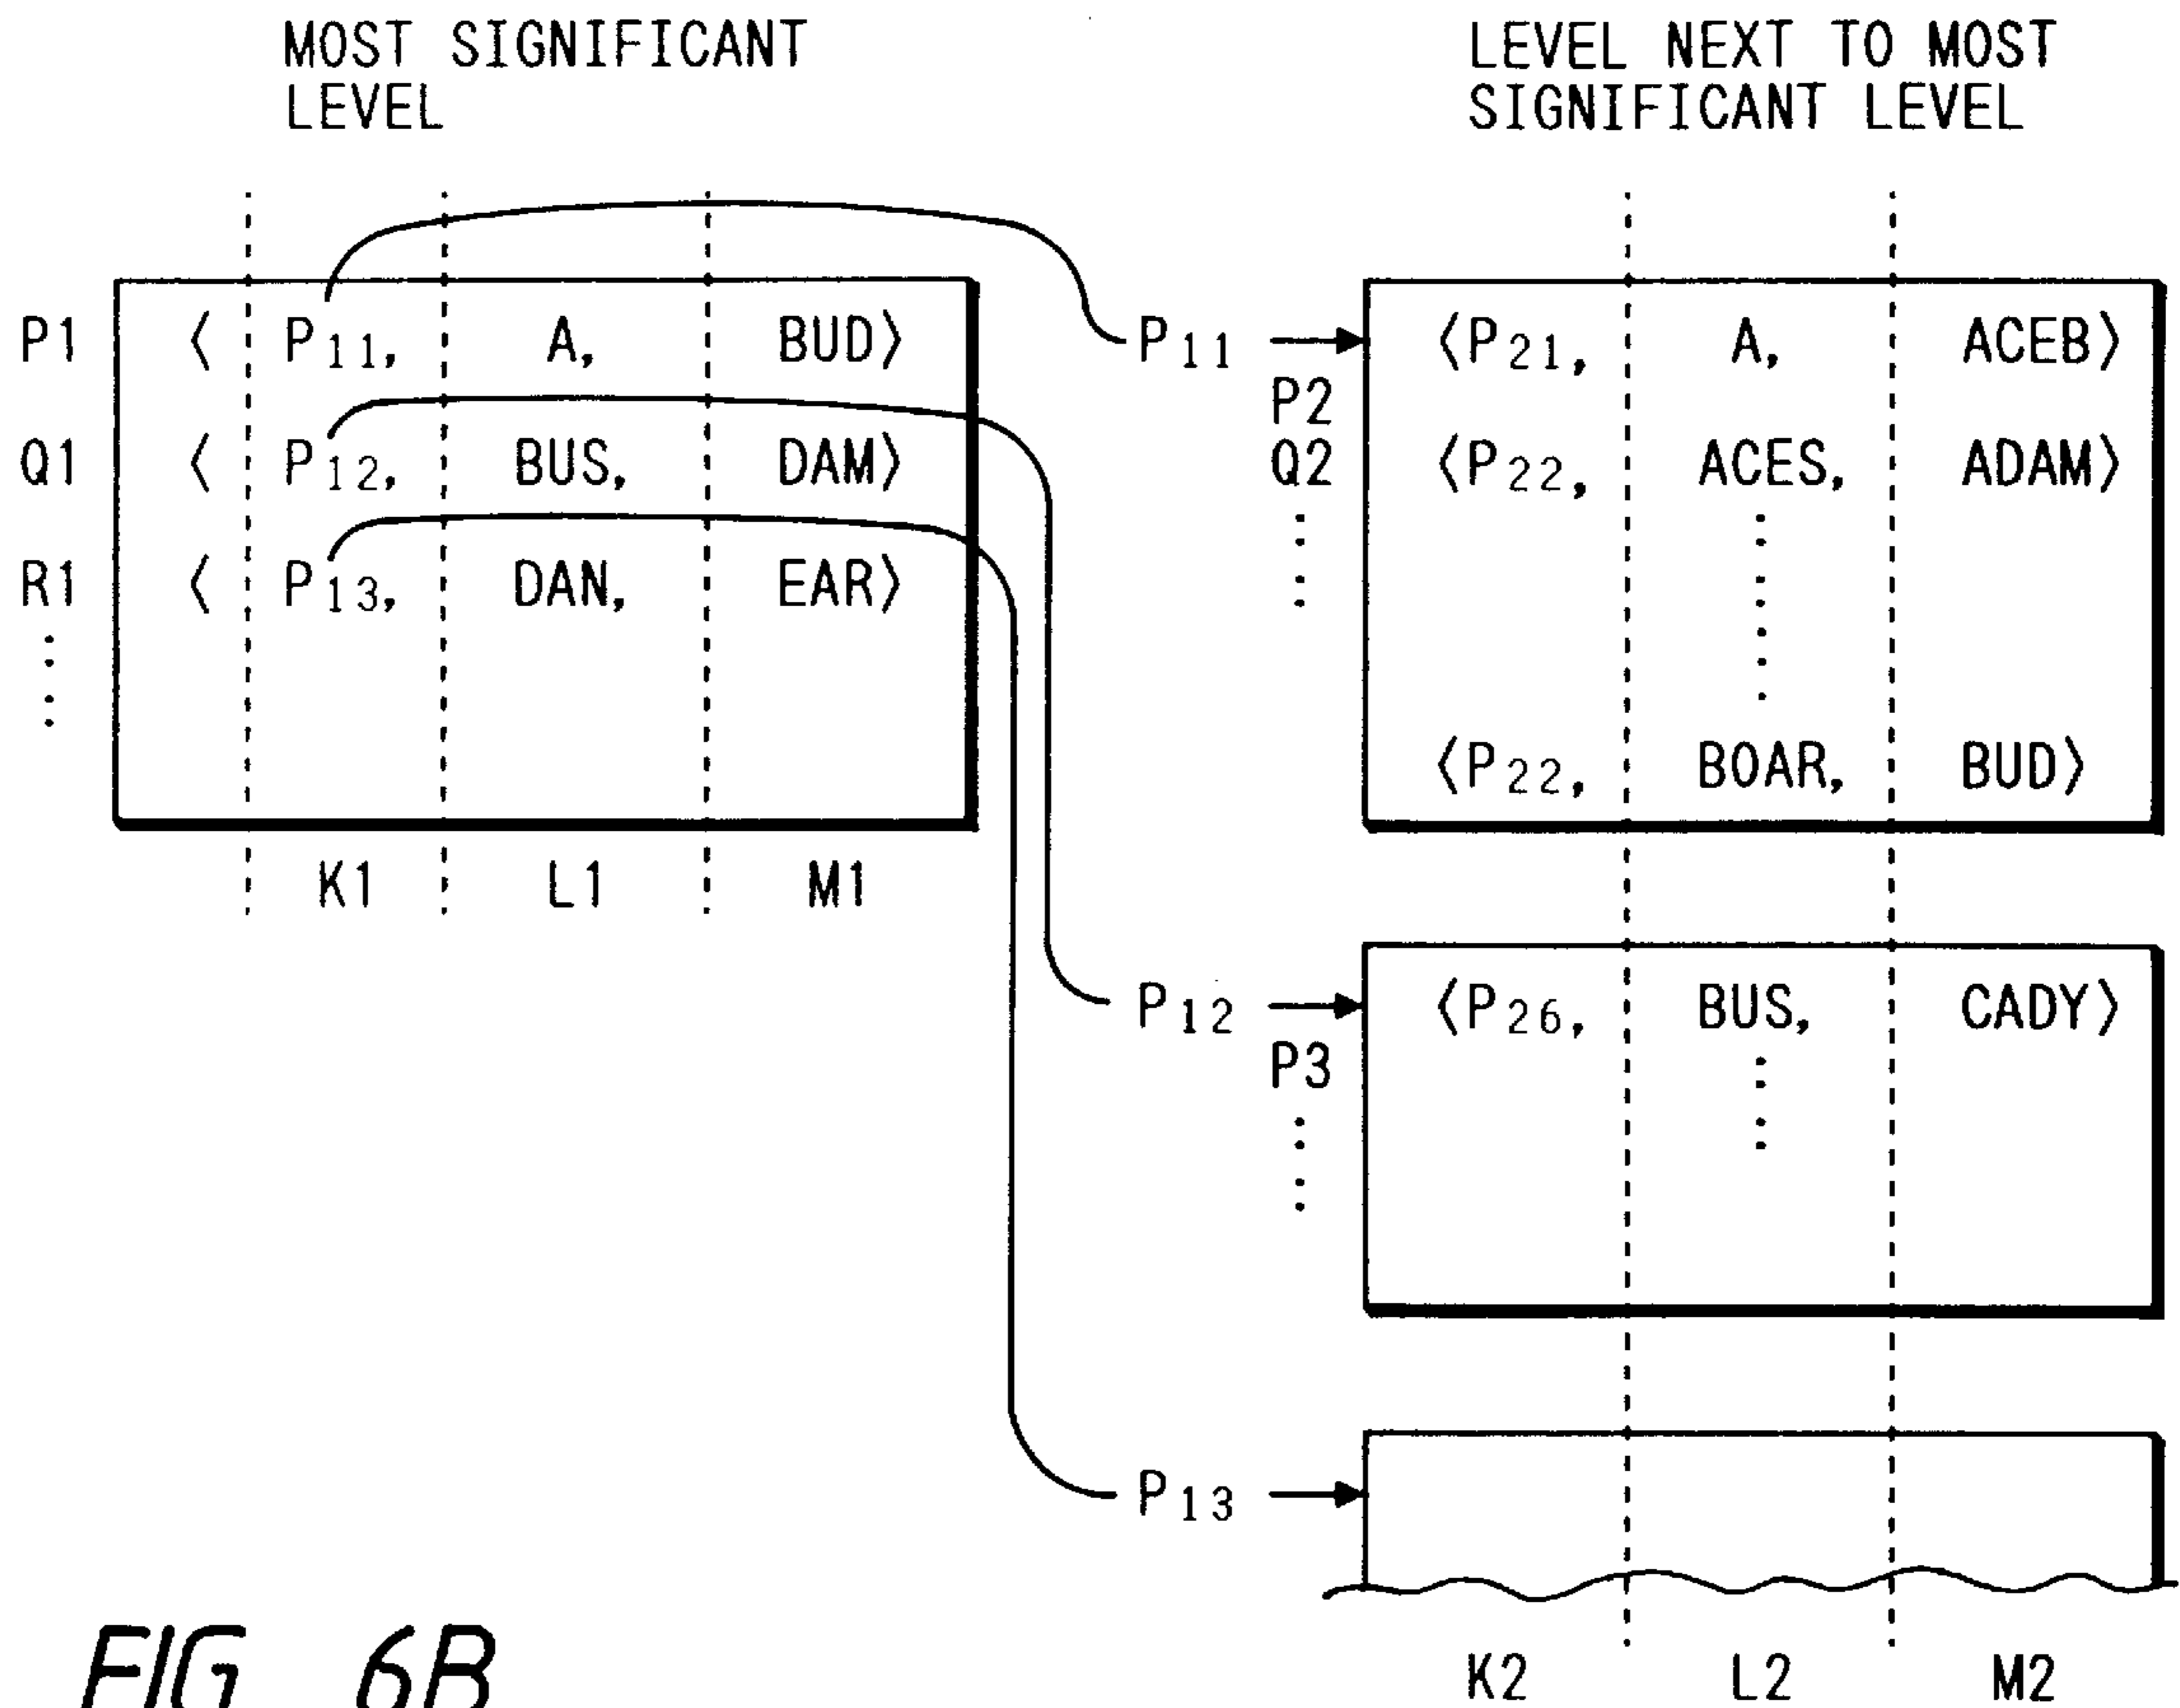 MOST SIGNIFICANT
LEVEL
LEVEL NEXT TO MOST
SIGNIFICANT LEVEL
P1 〈 P11, A, BUD〉
Q1 〈 P12, BUS, DAM〉
R1 〈 P13, DAN, EAR〉
K1 L1 M1
P11
P2
Q2
〈P21, A, ACEB〉
〈P22, ACES, ADAM〉
〈P22, BOAR, BUD〉
P12
P3
〈P26, BUS, CADY〉
P13
K2 L2 M2
FIG 6B